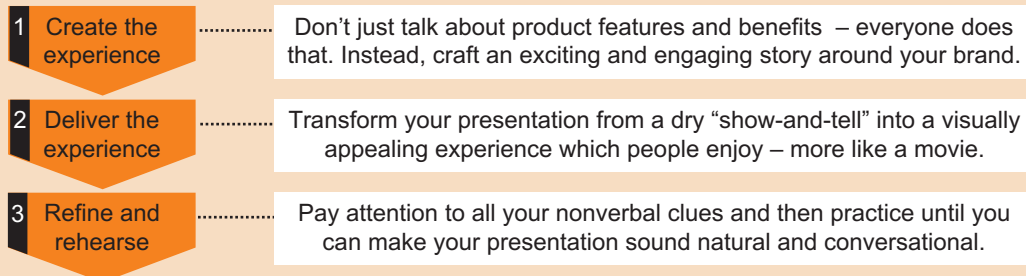 1 Create the experience
Don’t just talk about product features and benefits – everyone does
that. Instead, craft an exciting and engaging story around your brand.
2 Deliver the experience
Transform your presentation from a dry “show-and-tell” into a visually
appealing experience which people enjoy – more like a movie.
3 Refine and rehearse
Pay attention to all your nonverbal clues and then practice until you
can make your presentation sound natural and conversational.